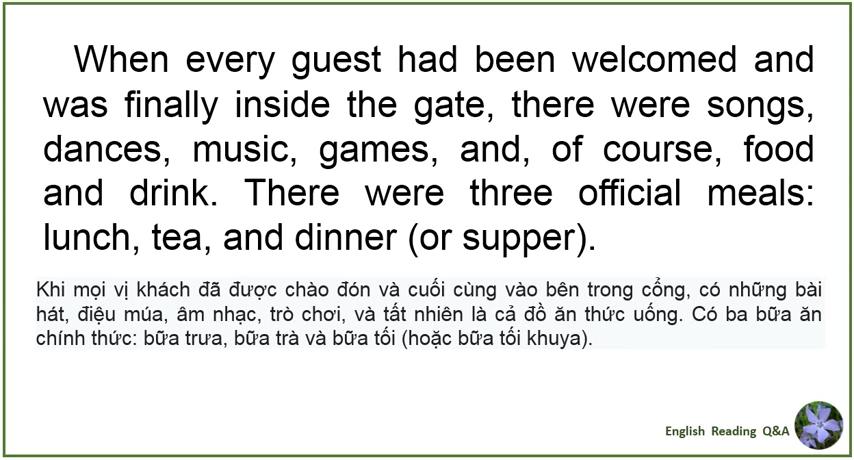 When every guest had been welcomed and
was finally inside the gate, there were songs,
dances, music, games, and, of course, food
and drink. There were three official meals:
lunch, tea, and dinner (or supper).
Khi mọi vị khách đã được chào đón và cuối cùng vào bên trong cổng, có những bài
hát, điệu múa, âm nhạc, trò chơi, và tất nhiên là cả đồ ăn thức uống. Có ba bữa ăn
chính thức: bữa trưa, bữa trà và bữa tối (hoặc bữa tối khuya).
English Reading Q&A